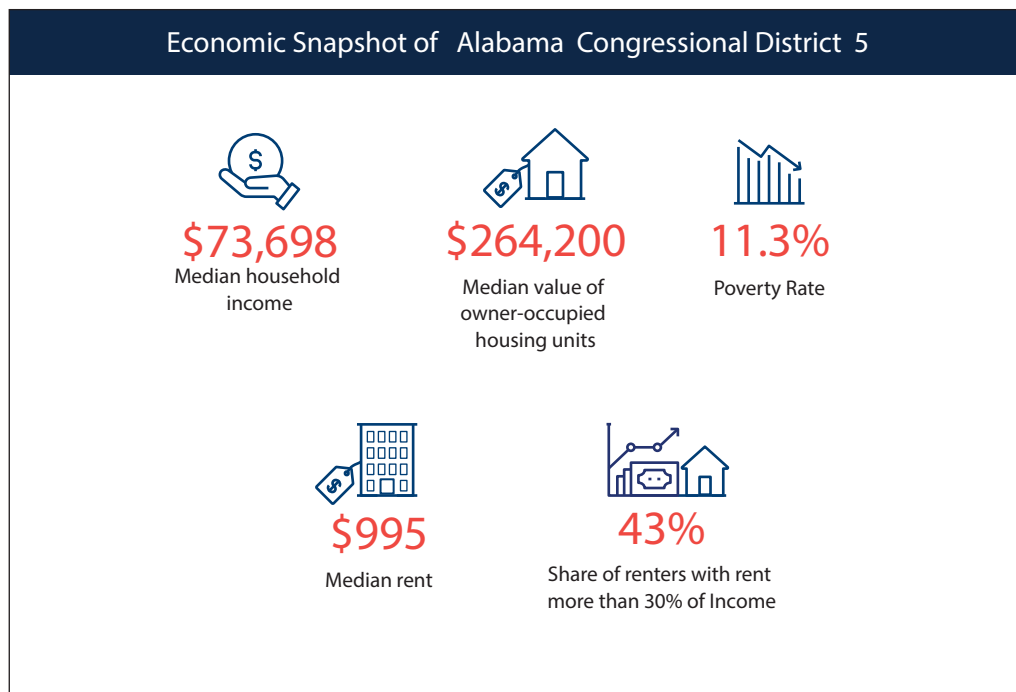 Economic Snapshot of Alabama Congressional District 5
$
$73,698
Median household
income
$
$264,200
Median value of
owner-occupied
housing units
11.3%
Poverty Rate
$
$995
Median rent
43%
Share of renters with rent
more than 30% of Income